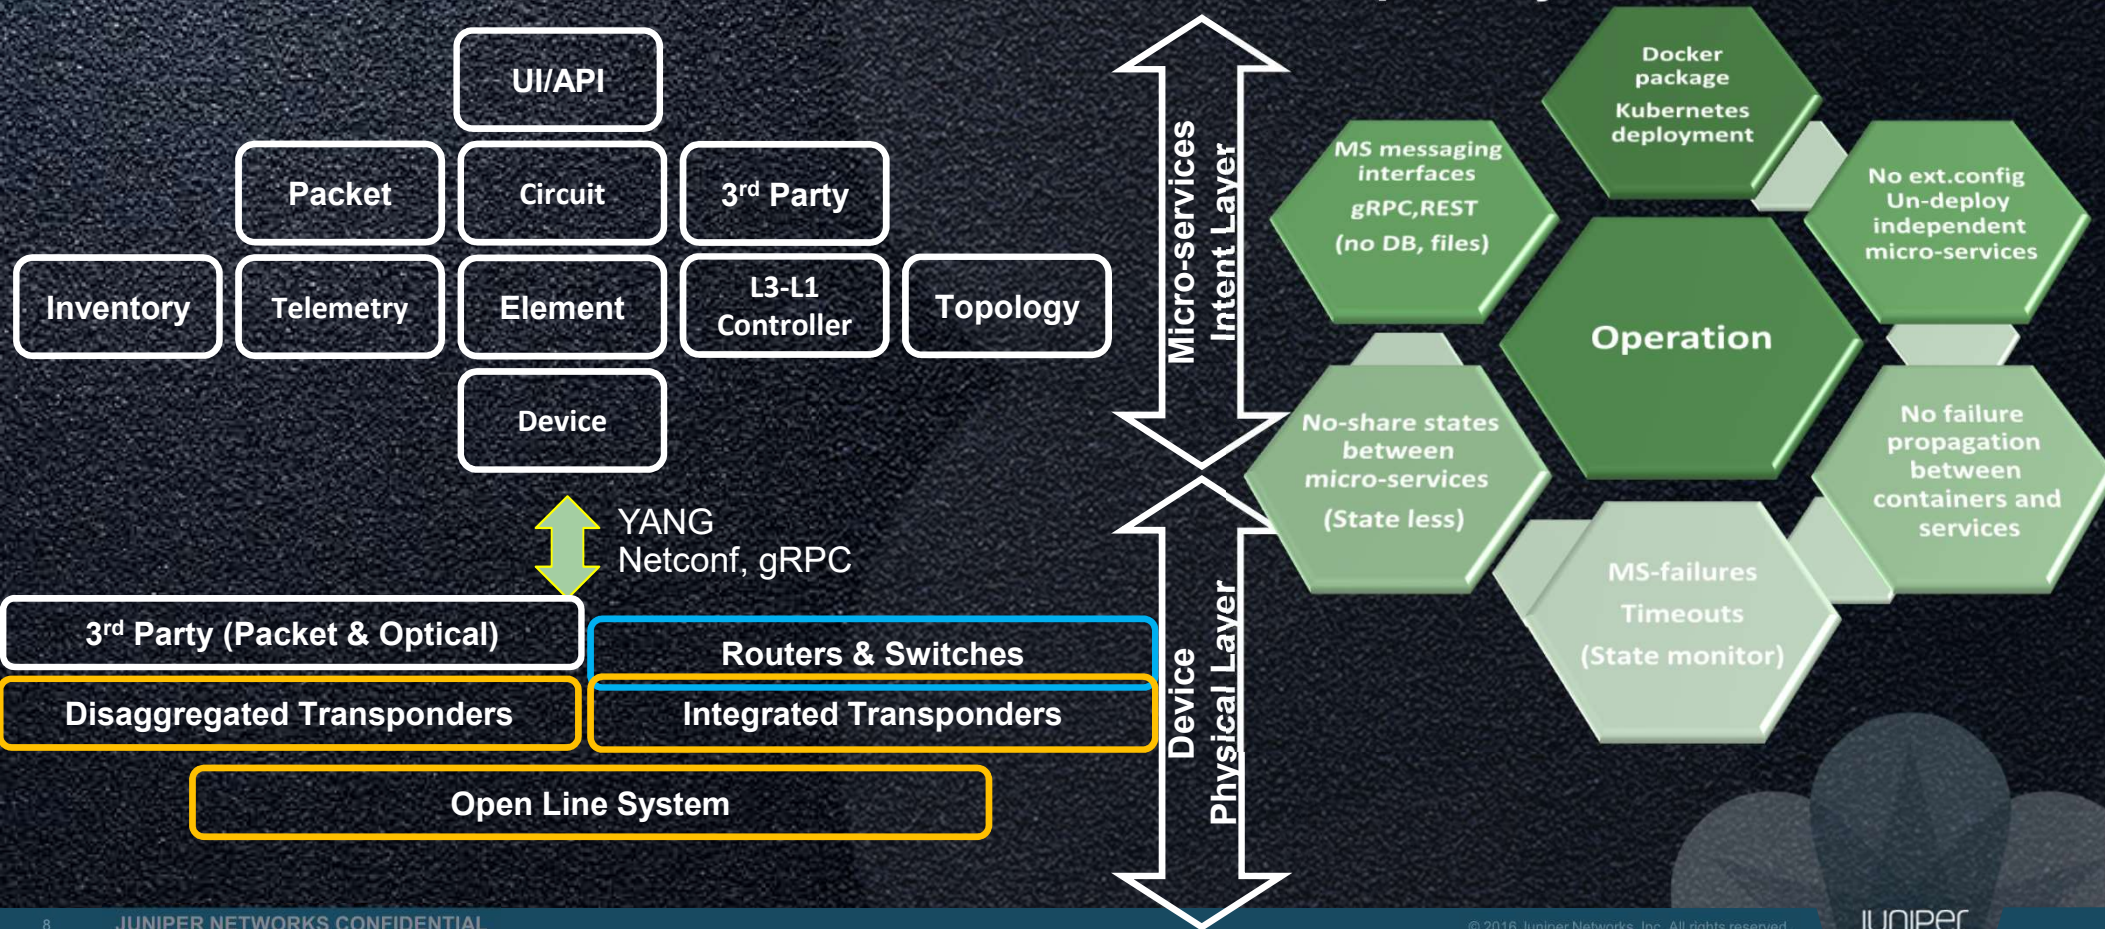 UI/API
Packet
Circuit
3rd Party
Inventory
Telemetry
Element
L3-L1
Controller
Topology
Device
YANG
Netconf, gRPC
3rd Party (Packet & Optical)
Routers & Switches
Disaggregated Transponders
Integrated Transponders
Open Line System
Micro-services
Intent Layer
Device
Physical Layer
Docker
package
Kubernetes
deployment
MS messaging
interfaces
gRPC,REST
(no DB, files)
No ext.config
Un-deploy
independent
micro-services
Operation
No-share states
between
micro-services
(State less)
No failure
propagation
between
containers and
services
MS-failures
Timeouts
(State monitor)
8
JUNIPER NETWORKS CONFIDENTIAL
© 2016 Juniper Networks, Inc. All rights reserved
JUNIPER